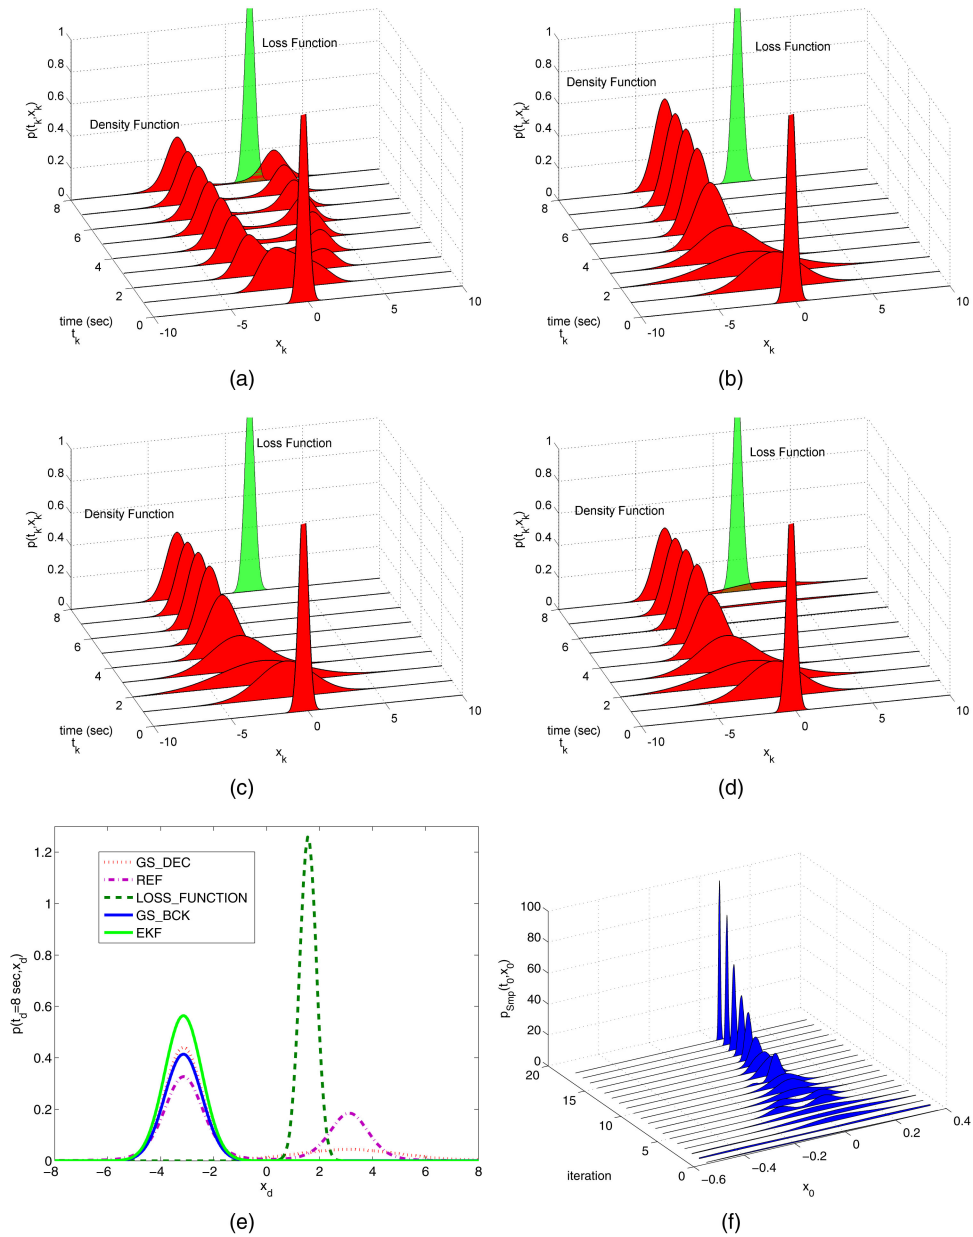 1
0.8
0.6
0.4
0.2
0
p(t_k,x_k)
Loss Function
Density Function
8
6
4
2
0
time (sec)
t_k
-10
-5
0
5
10
x_k
(a)
1
0.8
0.6
0.4
0.2
0
p(t_k,x_k)
Loss Function
Density Function
8
6
4
2
0
time (sec)
t_k
-10
-5
0
5
10
x_k
(b)
1
0.8
0.6
0.4
0.2
0
p(t_k,x_k)
Loss Function
Density Function
8
6
4
2
0
time (sec)
t_k
-10
-5
0
5
10
x_k
(c)
1
0.8
0.6
0.4
0.2
0
p(t_k,x_k)
Loss Function
Density Function
8
6
4
2
0
time (sec)
t_k
-10
-5
0
5
10
x_k
(d)
1.2
1
0.8
0.6
0.4
0.2
0
p(t_d=8 sec,x_d)
GS_DEC
REF
LOSS_FUNCTION
GS_BCK
EKF
−8
−6
−4
−2
0
2
4
6
8
x_d
(e)
100
80
60
40
20
0
p_Smp(t_0,x_0)
20
15
10
5
0
iteration
−0.6
−0.4
−0.2
0
0.2
0.4
x_0
(f)